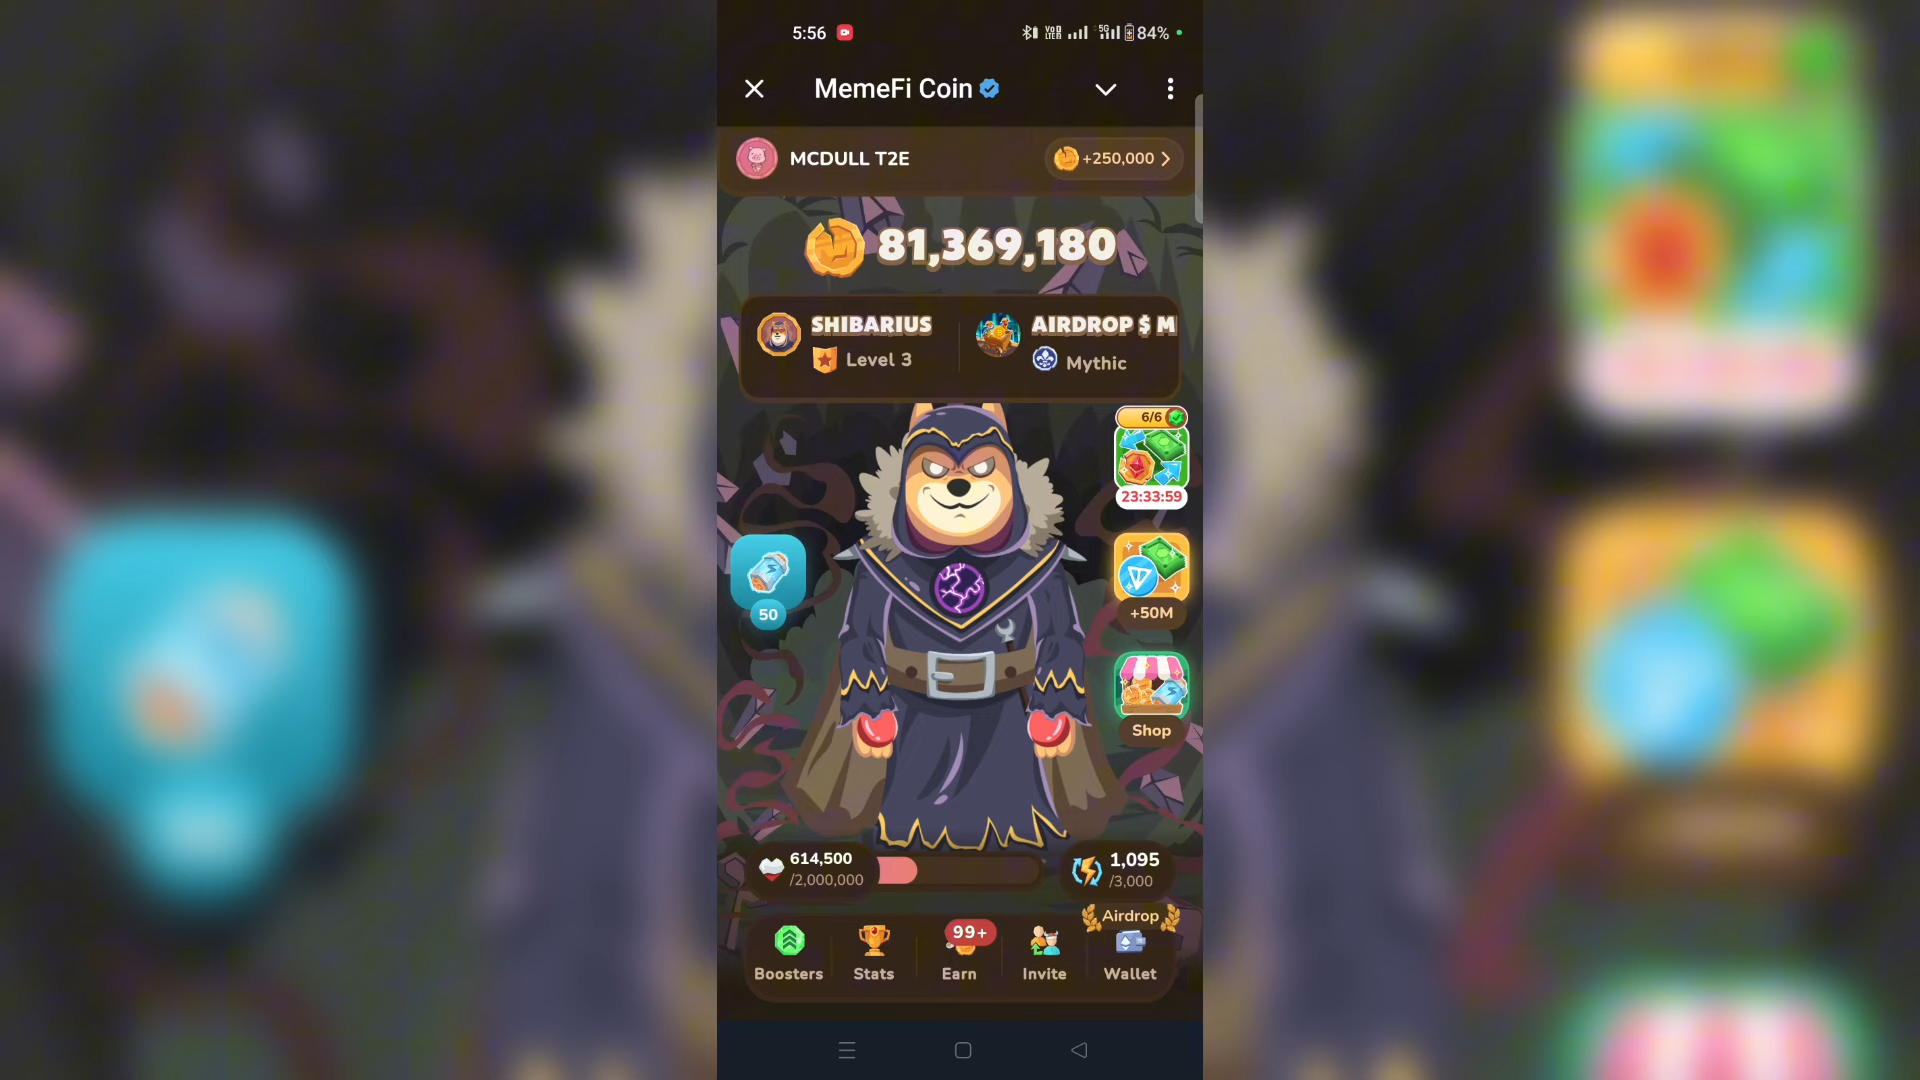 5:56
5G
84%
MemeFi Coin
MCDULL T2E
+250,000
81,369,180
SHIBARIUS
Level 3
AIRDROP $ M
Mythic
6/6
23:33:59
50
+50M
Shop
614,500
/2,000,000
1,095
/3,000
Airdrop
99+
Boosters
Stats
Earn
Invite
Wallet